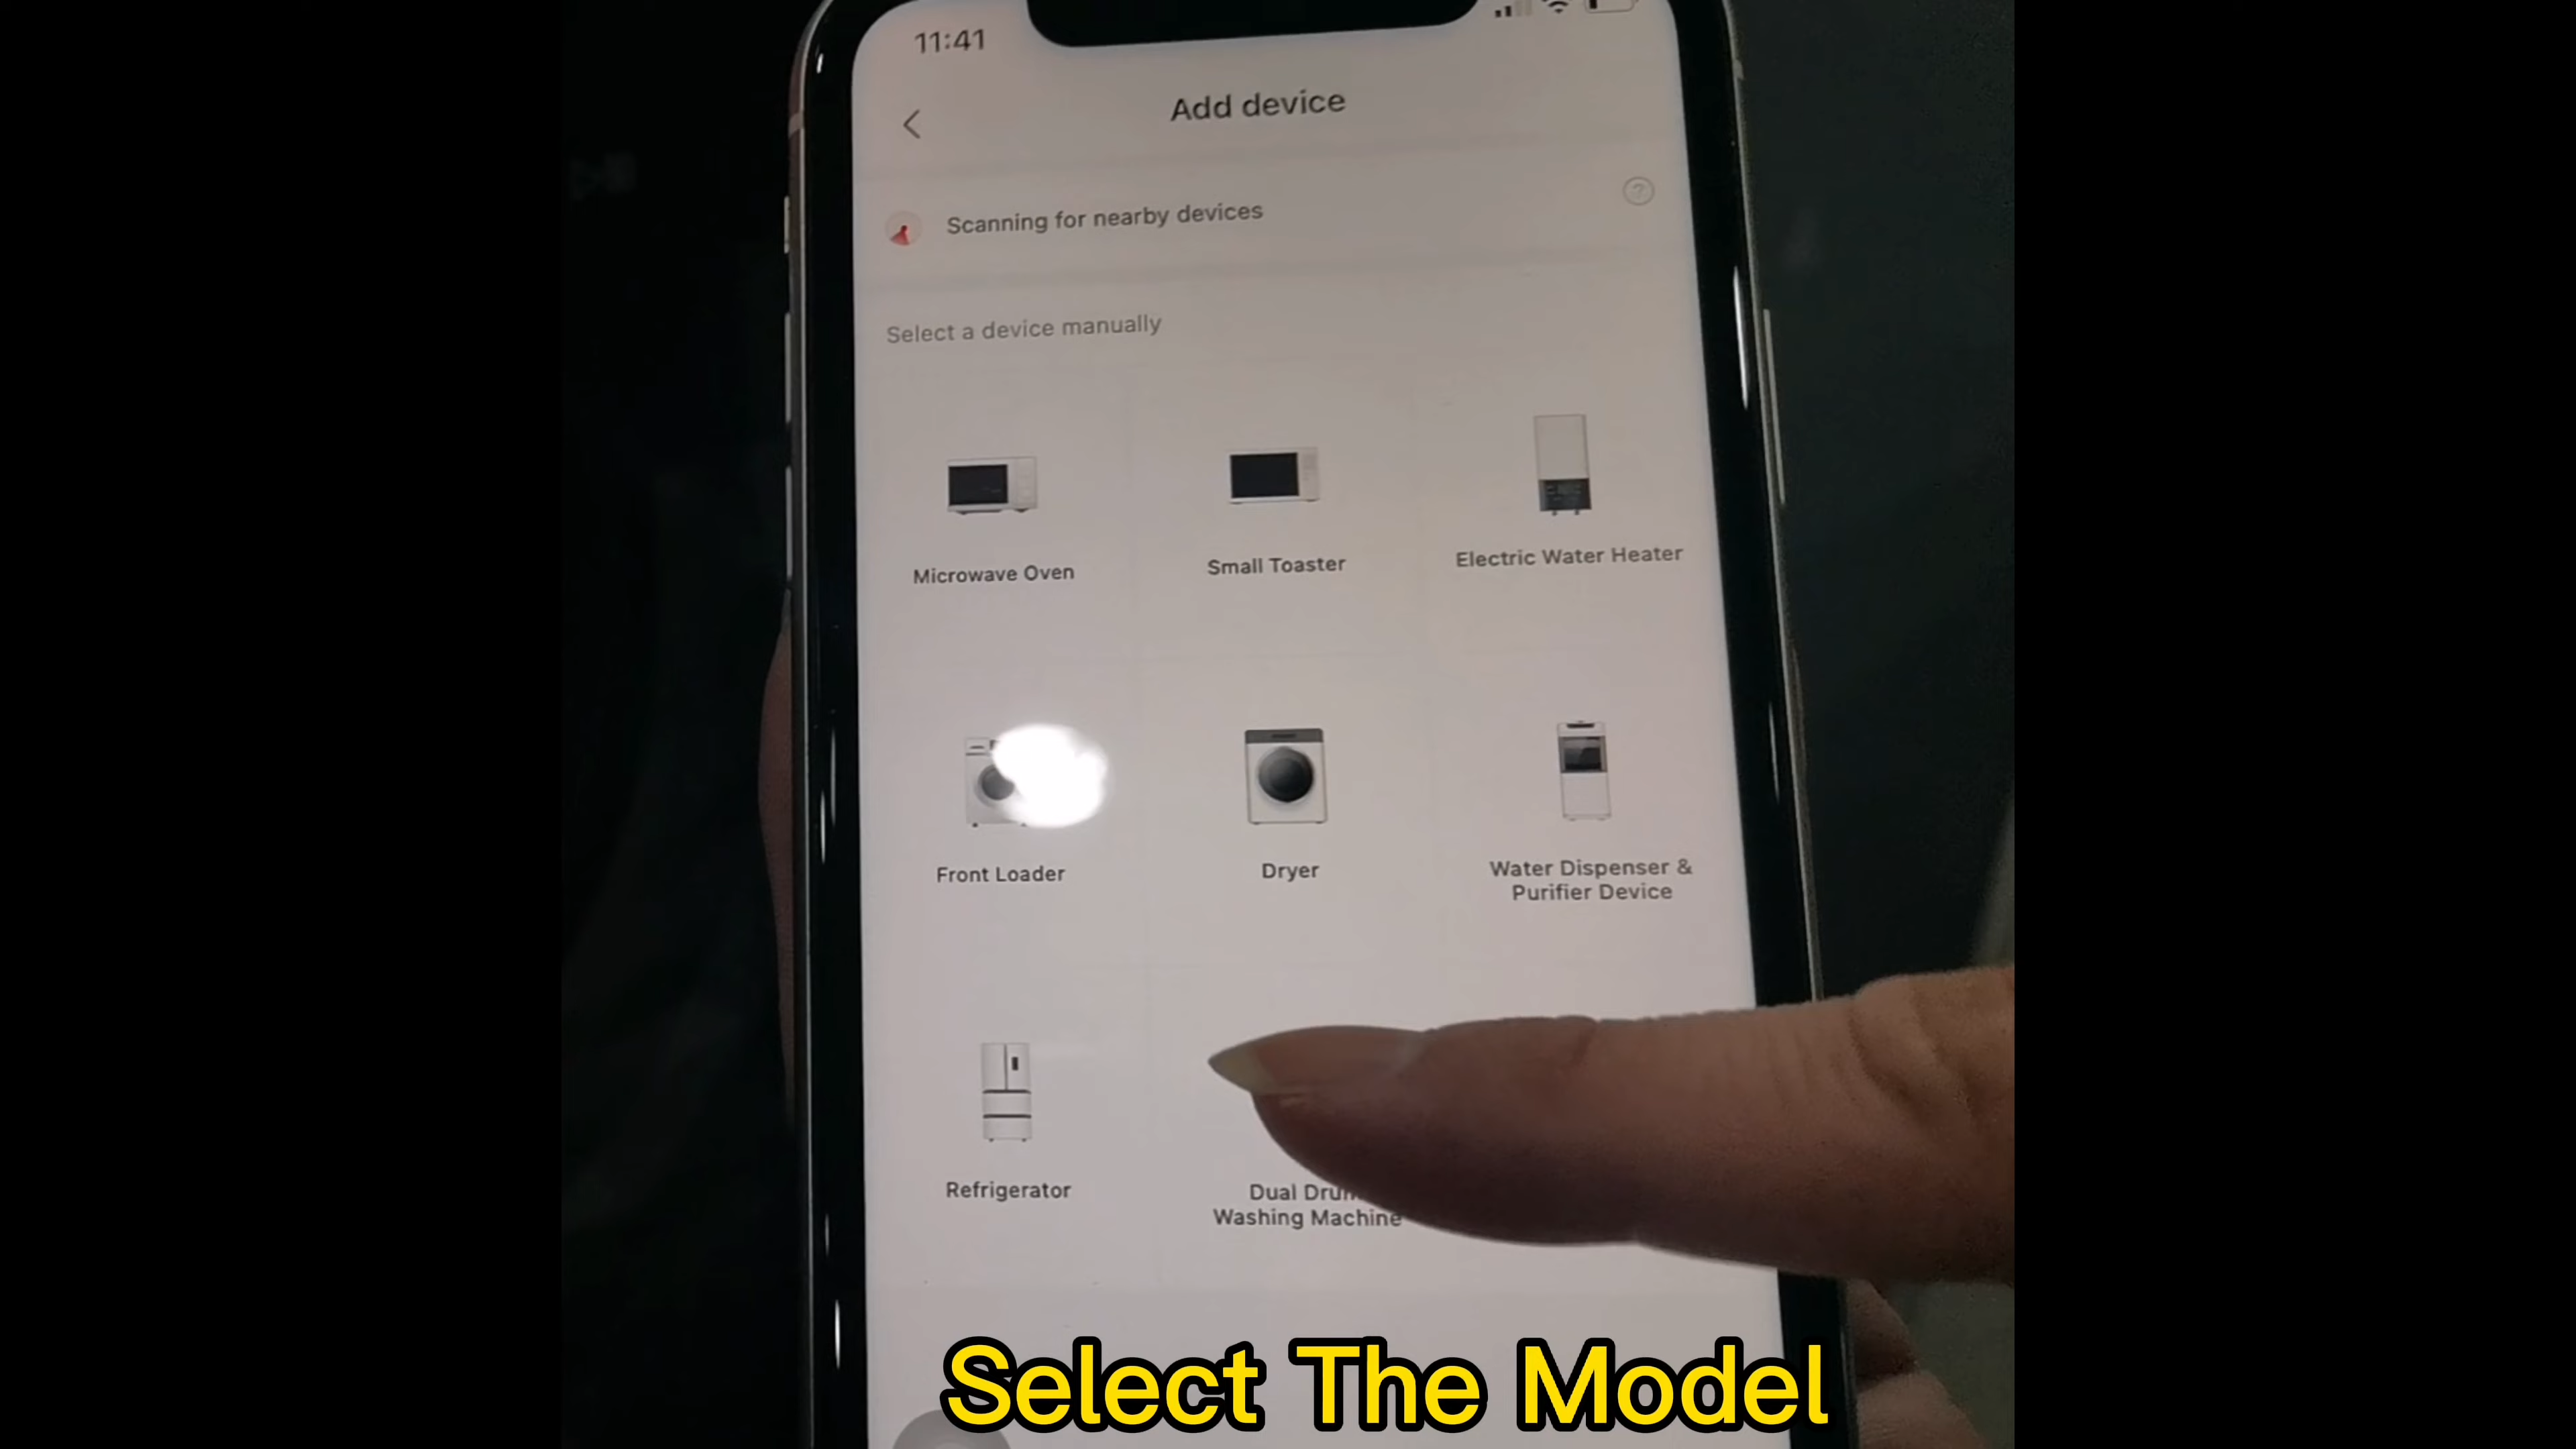 11:41
Add device
Scanning for nearby devices
?
Select a device manually
Microwave Oven
Small Toaster
Electric Water Heater
Front Loader
Dryer
Water Dispenser &
Purifier Device
Refrigerator
Dual
Washing Machine
Select The Model